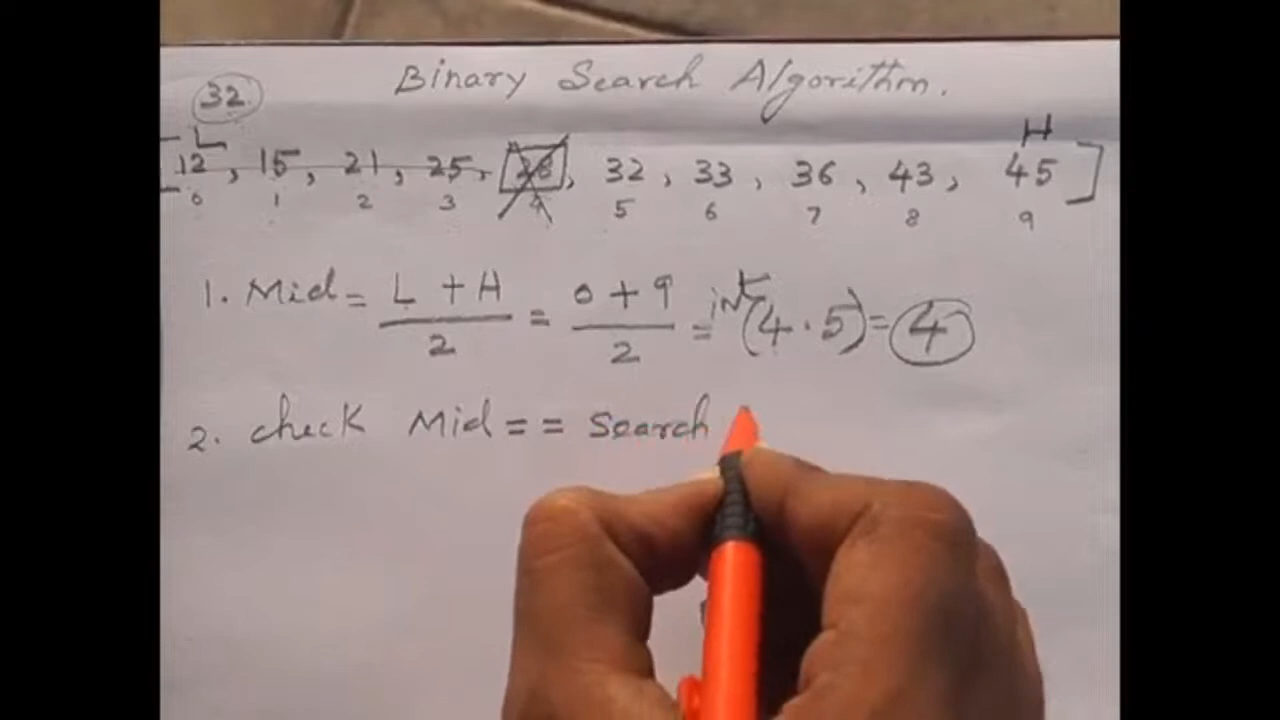 Binary Search Algorithm.
32
L H
[12, 15, 21, 25, 28, 32, 33, 36, 43, 45]
0 1 2 3 4 5 6 7 8 9
1. Mid = L + H / 2 = 0 + 9 / 2 = int (4.5) = 4
2. check Mid == Search